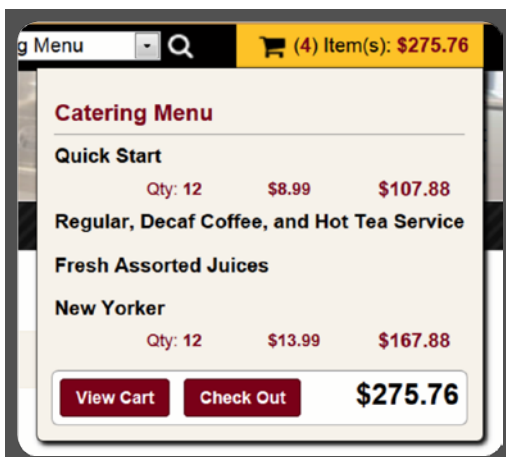 g Menu
(4) Item(s): $275.76
Catering Menu
Quick Start
Qty: 12 $8.99 $107.88
Regular, Decaf Coffee, and Hot Tea Service
Fresh Assorted Juices
New Yorker
Qty: 12 $13.99 $167.88
View Cart Check Out $275.76